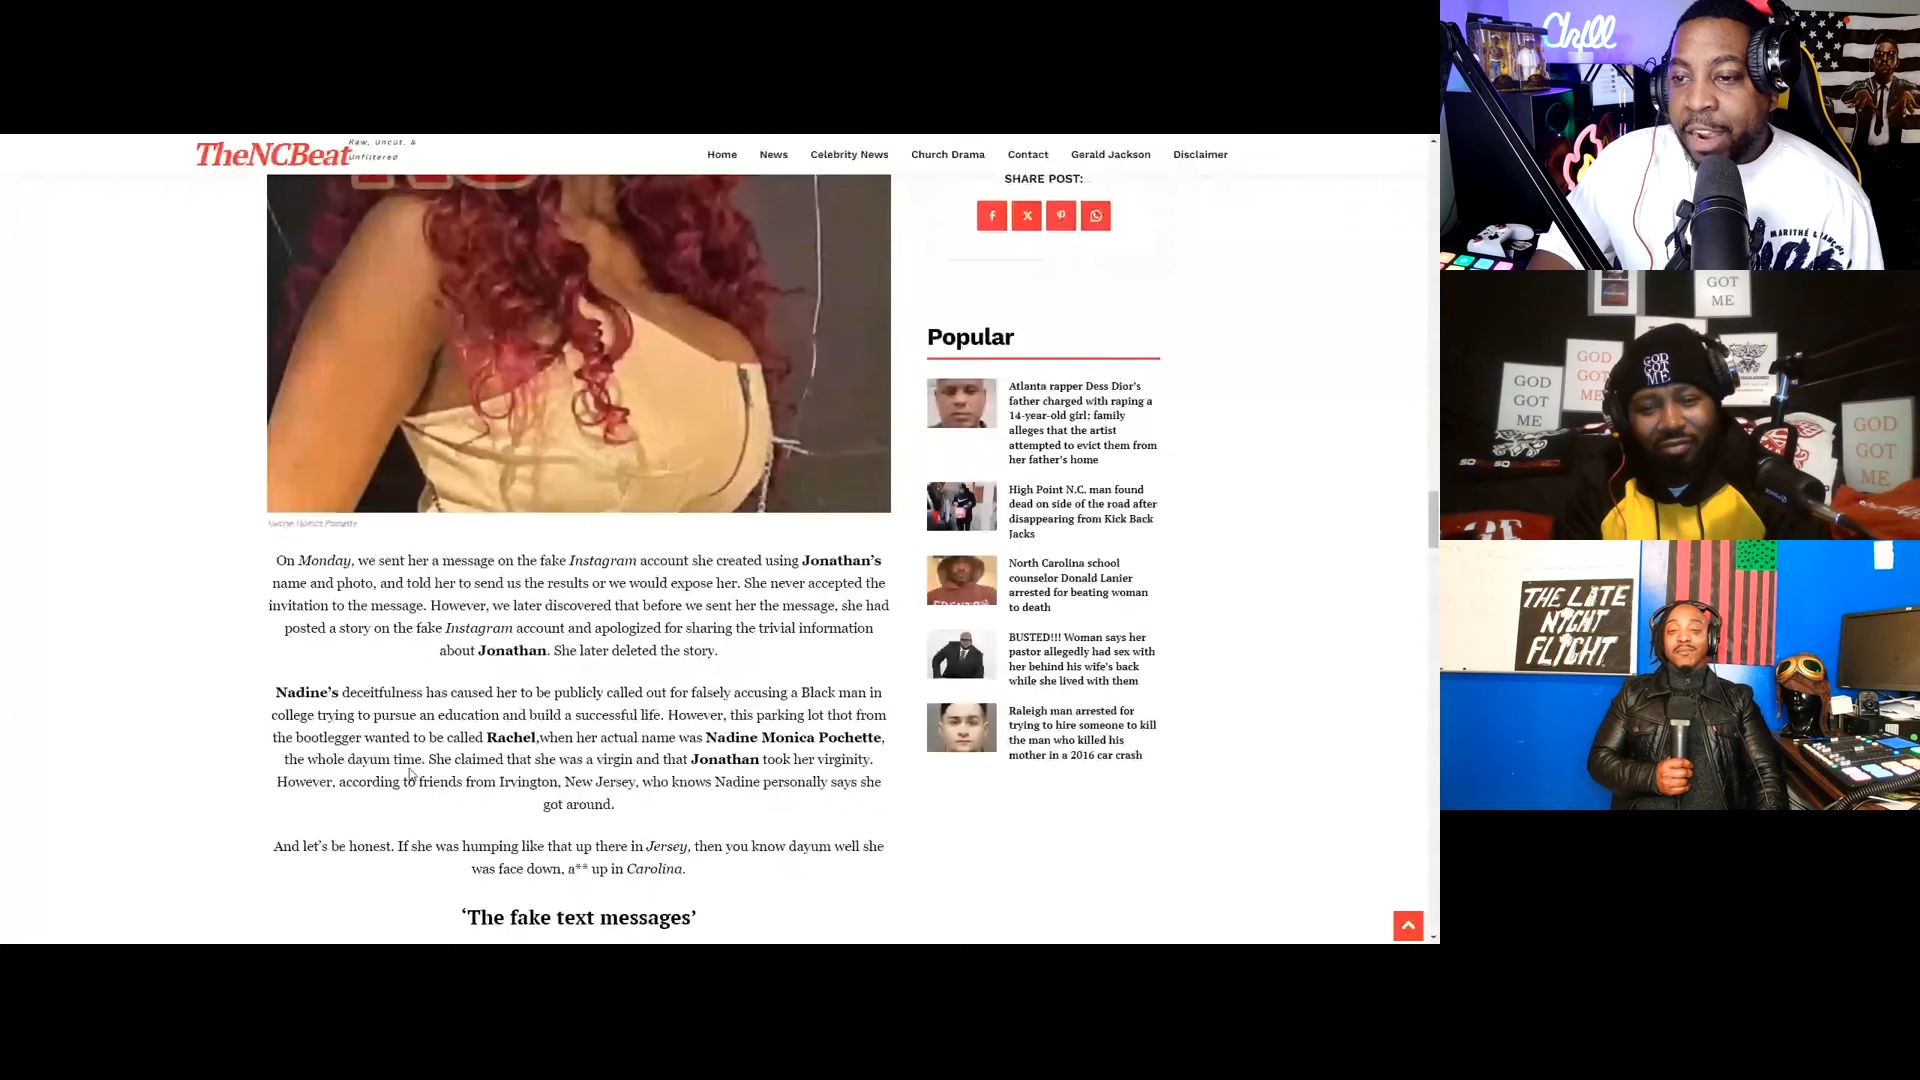 TheNCBeat
Raw, Uncut, &
Unfiltered
Home News Celebrity News Church Drama Contact Gerald Jackson Disclaimer
Nadine Monica Pochette
On Monday, we sent her a message on the fake Instagram account she created using Jonathan's
name and photo, and told her to send us the results or we would expose her. She never accepted the
invitation to the message. However, we later discovered that before we sent her the message, she had
posted a story on the fake Instagram account and apologized for sharing the trivial information
about Jonathan. She later deleted the story.
Nadine's deceitfulness has caused her to be publicly called out for falsely accusing a Black man in
college trying to pursue an education and build a successful life. However, this parking lot thot from
the bootlegger wanted to be called Rachel,when her actual name was Nadine Monica Pochette,
the whole dayum time. She claimed that she was a virgin and that Jonathan took her virginity.
However, according to friends from Irvington, New Jersey, who knows Nadine personally says she
got around.
And let's be honest. If she was humping like that up there in Jersey, then you know dayum well she
was face down, a** up in Carolina.
'The fake text messages'
SHARE POST:
Popular
Atlanta rapper Dess Dior's
father charged with raping a
14-year-old girl; family
alleges that the artist
attempted to evict them from
her father's home
High Point N.C. man found
dead on side of the road after
disappearing from Kick Back
Jacks
North Carolina school
counselor Donald Lanier
arrested for beating woman
to death
BUSTED!!! Woman says her
pastor allegedly had sex with
her behind his wife's back
while she lived with them
Raleigh man arrested for
trying to hire someone to kill
the man who killed his
mother in a 2016 car crash
Chill
MARITHÉ
GOT
ME
GOD
GOT
ME
GOD
GOT
ME
GOD
GOT
ME
GOD
GOT
ME
THE LATE
NIGHT
FLIGHT